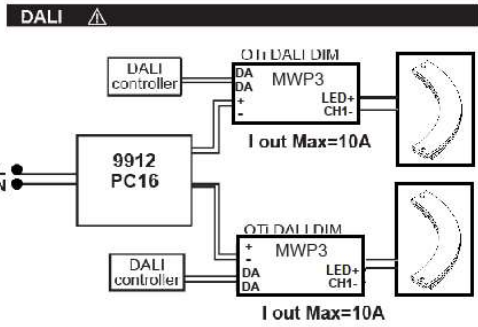 DALI
OTi DALI DIM
DALI
controller
DA
DA
+
-
MWP3
LED+
CH1-
I out Max=10A
9912
PC16
N
OTi DALI DIM
+
-
DA
DA
MWP3
LED+
CH1-
DALI
controller
I out Max=10A